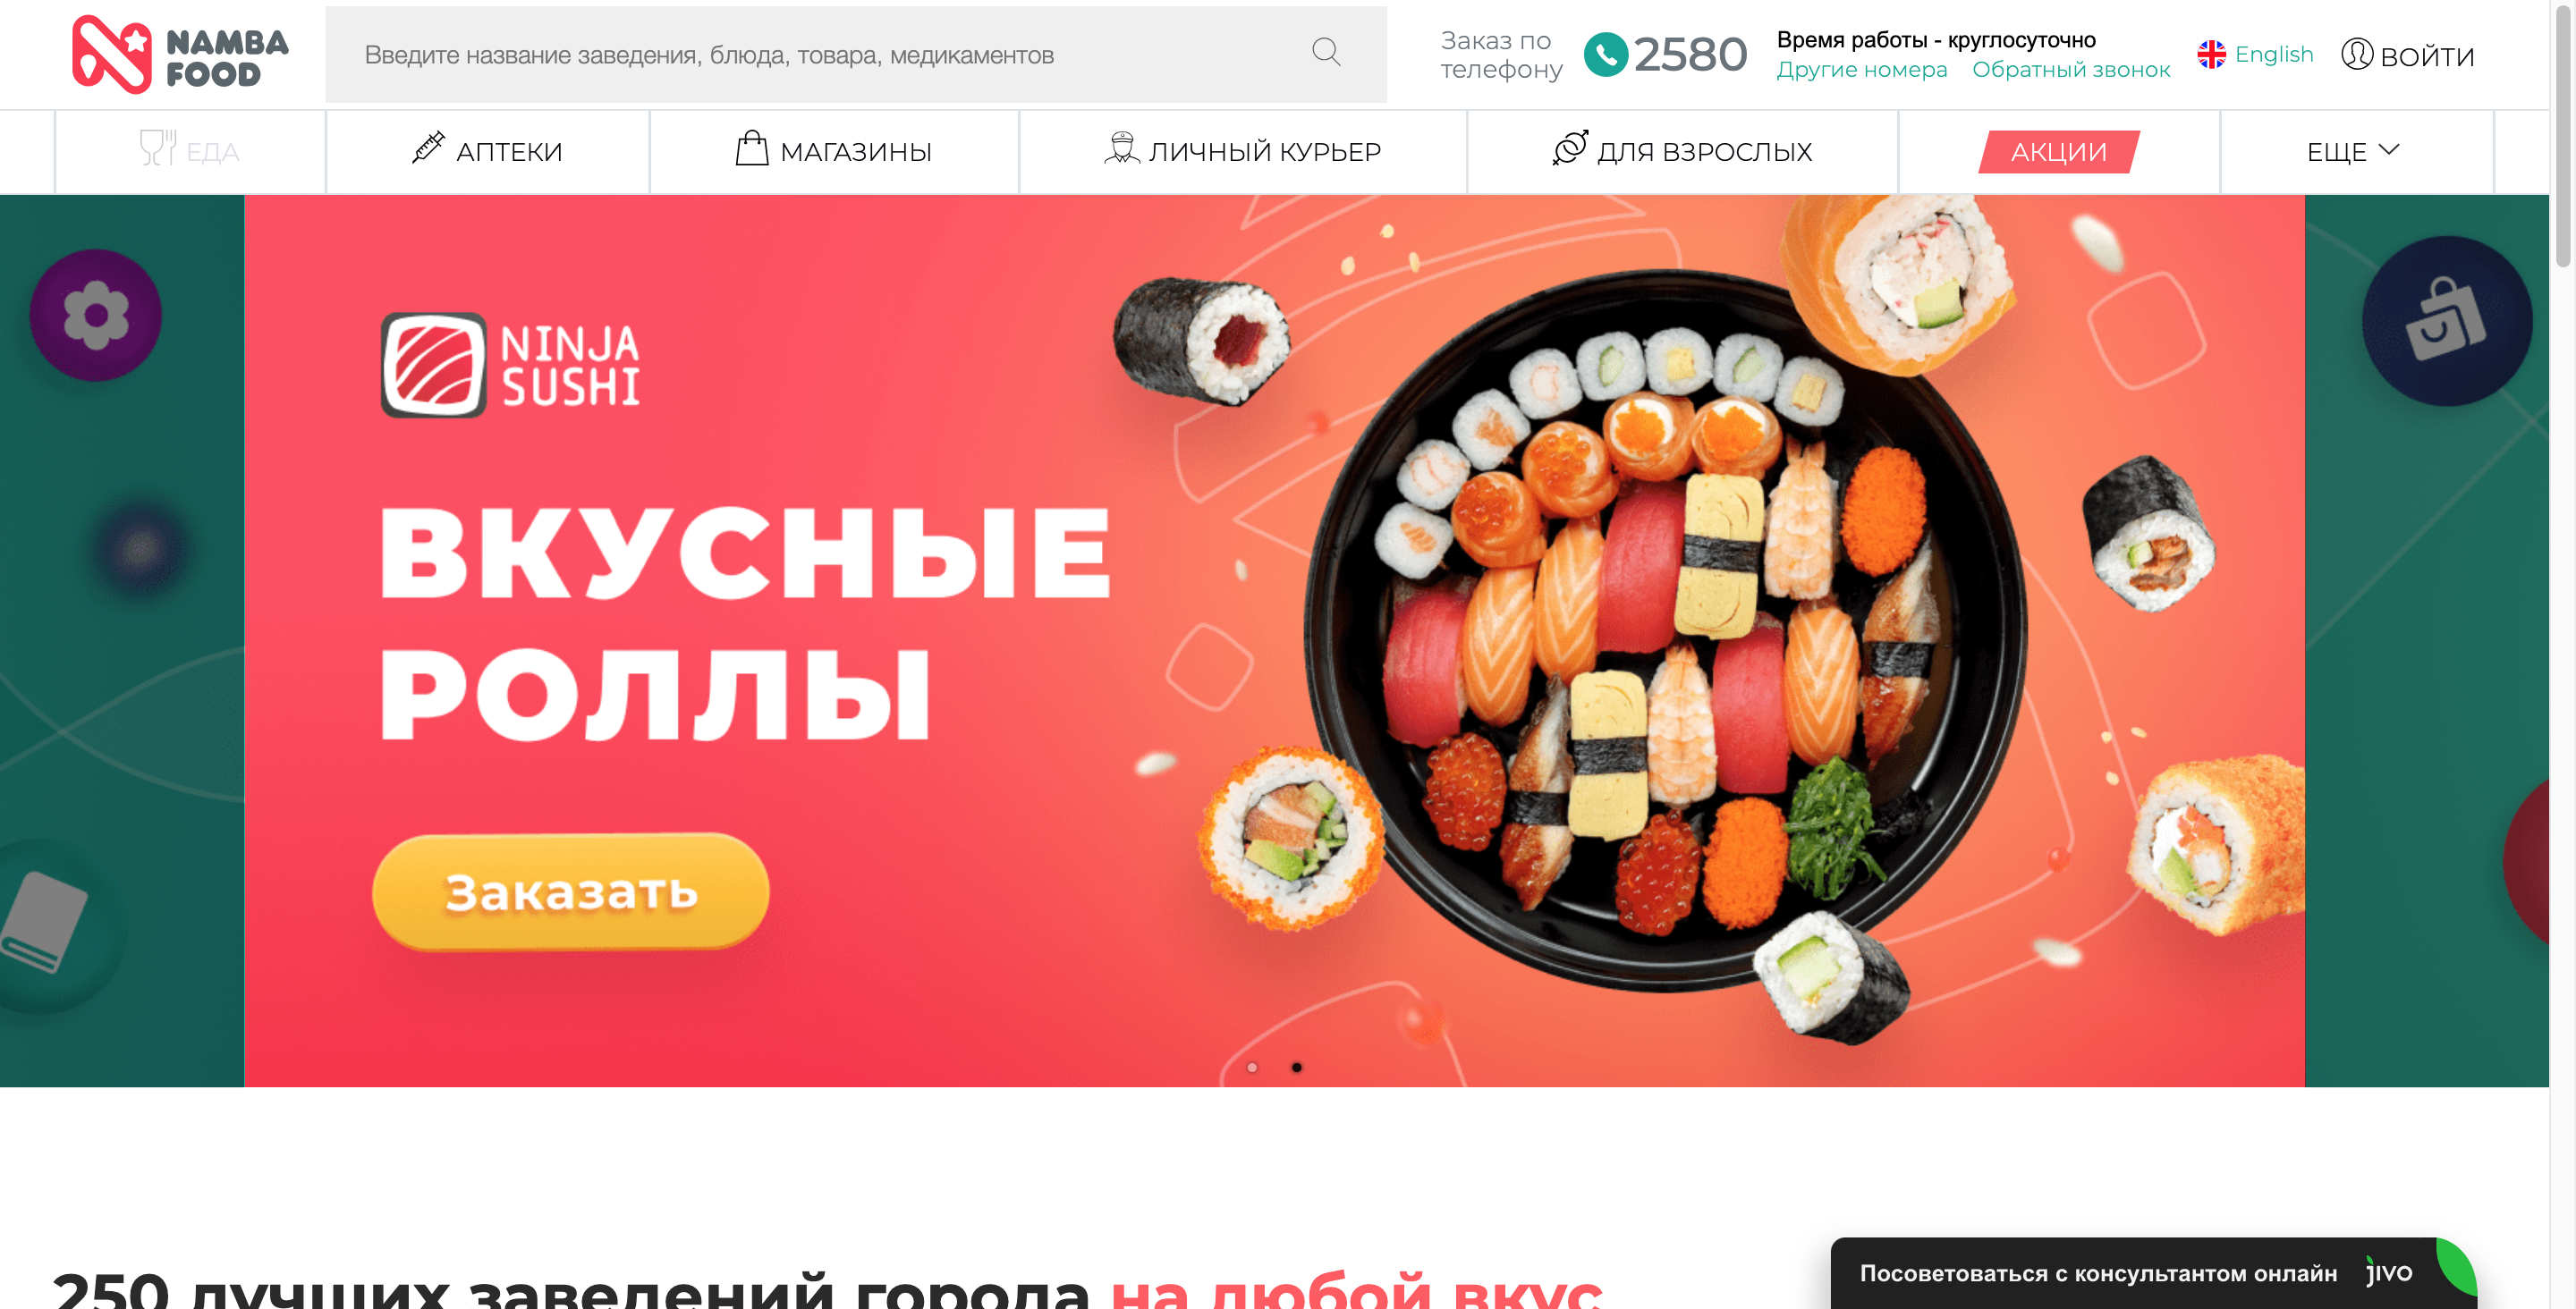 NAMBA
FOOD
Введите название заведения, блюда, товара, медикаментов
Заказ по
телефону
2580
Время работы - круглосуточно
Другие номера Обратный звонок
English
ВОЙТИ
ЕДА
АПТЕКИ
МАГАЗИНЫ
ЛИЧНЫЙ КУРЬЕР
ДЛЯ ВЗРОСЛЫХ
АКЦИИ
ЕЩЕ
NINJA
SUSHI
ВКУСНЫЕ
РОЛЛЫ
Заказать
250 лучших заведений города на любой вкус
Посоветоваться с консультантом онлайн jivo